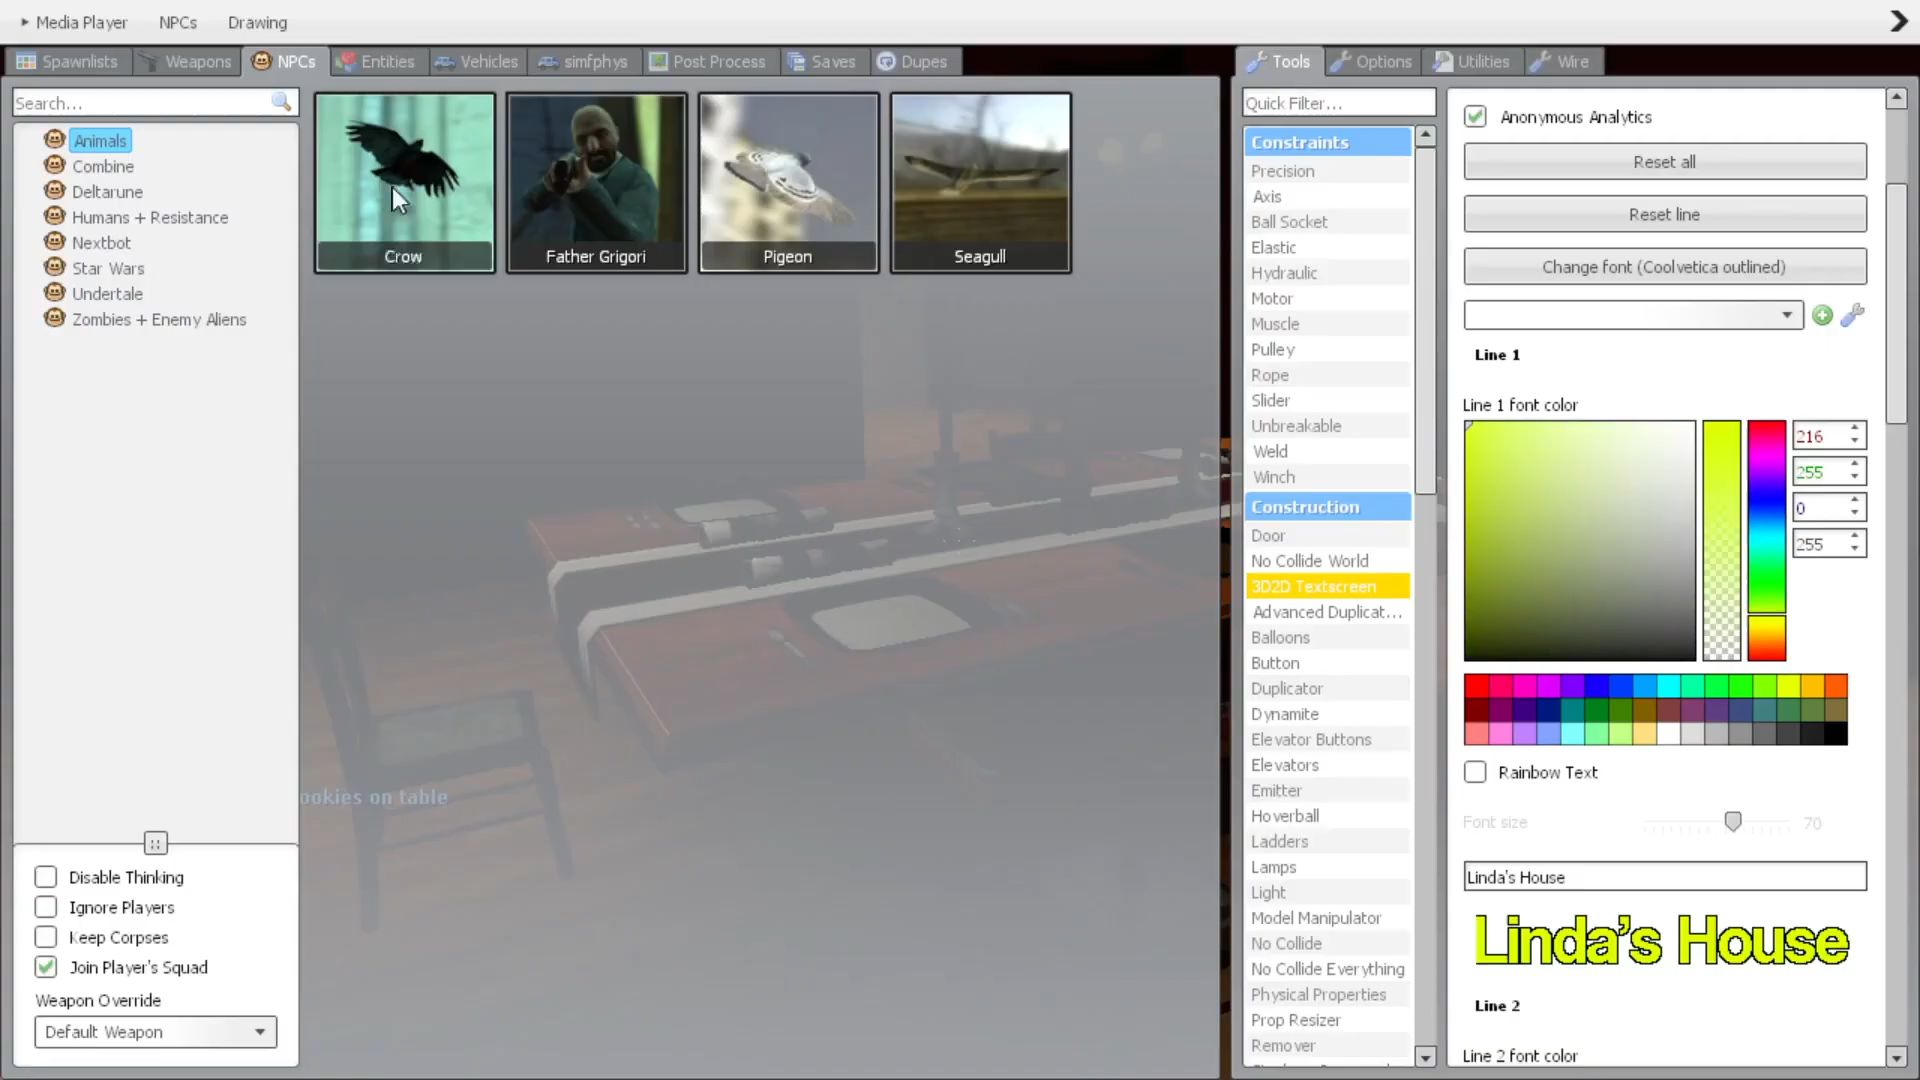 Media Player NPCs Drawing
Spawnlists Weapons NPCs Entities Vehicles simfphys Post Process Saves Dupes
Tools Options Utilities Wire
Search...
Animals
Combine
Deltarune
Humans + Resistance
Nextbot
Star Wars
Undertale
Zombies + Enemy Aliens
Disable Thinking
Ignore Players
Keep Corpses
Join Player's Squad
Weapon Override
Default Weapon
Crow
Father Grigori
Pigeon
Seagull
ookies on table
Quick Filter...
Constraints
Precision
Axis
Ball Socket
Elastic
Hydraulic
Motor
Muscle
Pulley
Rope
Slider
Unbreakable
Weld
Winch
Construction
Door
No Collide World
3D2D Textscreen
Advanced Duplicat...
Balloons
Button
Duplicator
Dynamite
Elevator Buttons
Elevators
Emitter
Hoverball
Ladders
Lamps
Light
Model Manipulator
No Collide
No Collide Everything
Physical Properties
Prop Resizer
Remover
Anonymous Analytics
Reset all
Reset line
Change font (Coolvetica outlined)
Line 1
Line 1 font color
216
255
0
255
Rainbow Text
Font size 70
Linda's House
Linda's House
Line 2
Line 2 font color